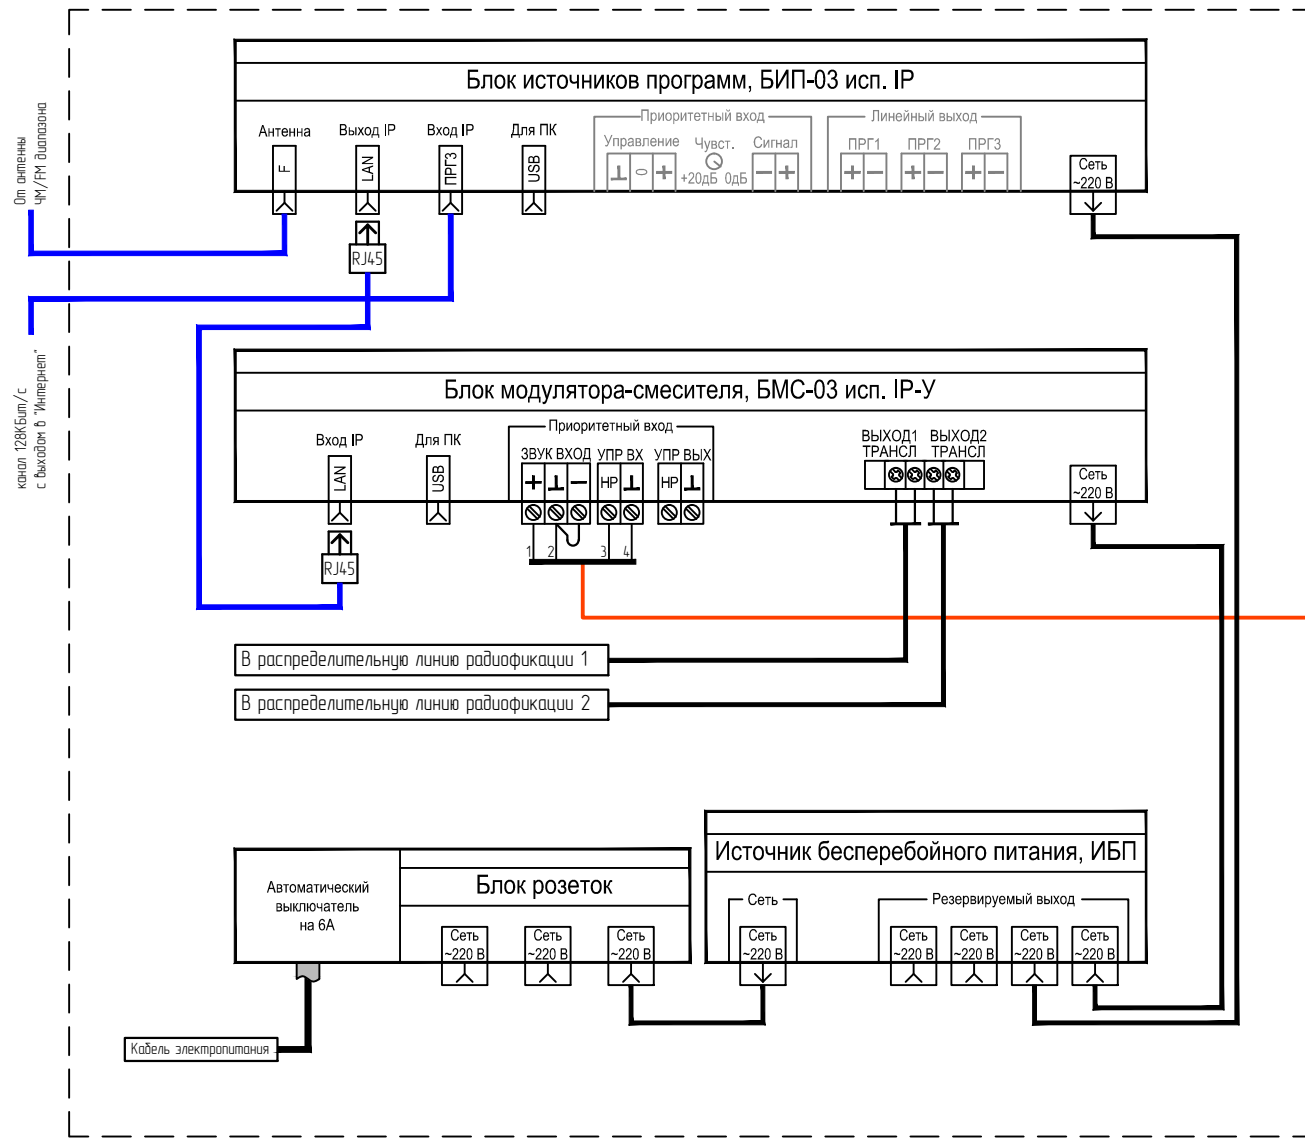 Блок источников программ, БИП-03 исп. IP
Приоритетный вход
Линейный выход
Антенна
Выход IP
Вход IP
Для ПК
Управление
Чувст.
Сигнал
ПРГ1
ПРГ2
ПРГ3
F
LAN
ПРГ3
USB
⊥ 0 +
+20дБ 0дБ
− +
+ −
+ −
+ −
Сеть
~220 В
От антенны
ЧМ/FM диапазона
RJ45
канал 128КБит/с
с выходом в "Интернет"
Блок модулятора-смесителя, БМС-03 исп. IP-У
Приоритетный вход
Вход IP
Для ПК
ЗВУК ВХОД
УПР ВХ
УПР ВЫХ
ВЫХОД1
ТРАНСЛ
ВЫХОД2
ТРАНСЛ
LAN
USB
+ ⊥ −
НР ⊥
НР ⊥
Сеть
~220 В
1 2 3 4
RJ45
В распределительную линию радиофикации 1
В распределительную линию радиофикации 2
Автоматический
выключатель
на 6А
Блок розеток
Сеть
~220 В
Сеть
~220 В
Сеть
~220 В
Источник бесперебойного питания, ИБП
Сеть
Резервируемый выход
Сеть
~220 В
Сеть
~220 В
Сеть
~220 В
Сеть
~220 В
Сеть
~220 В
Кабель электропитания